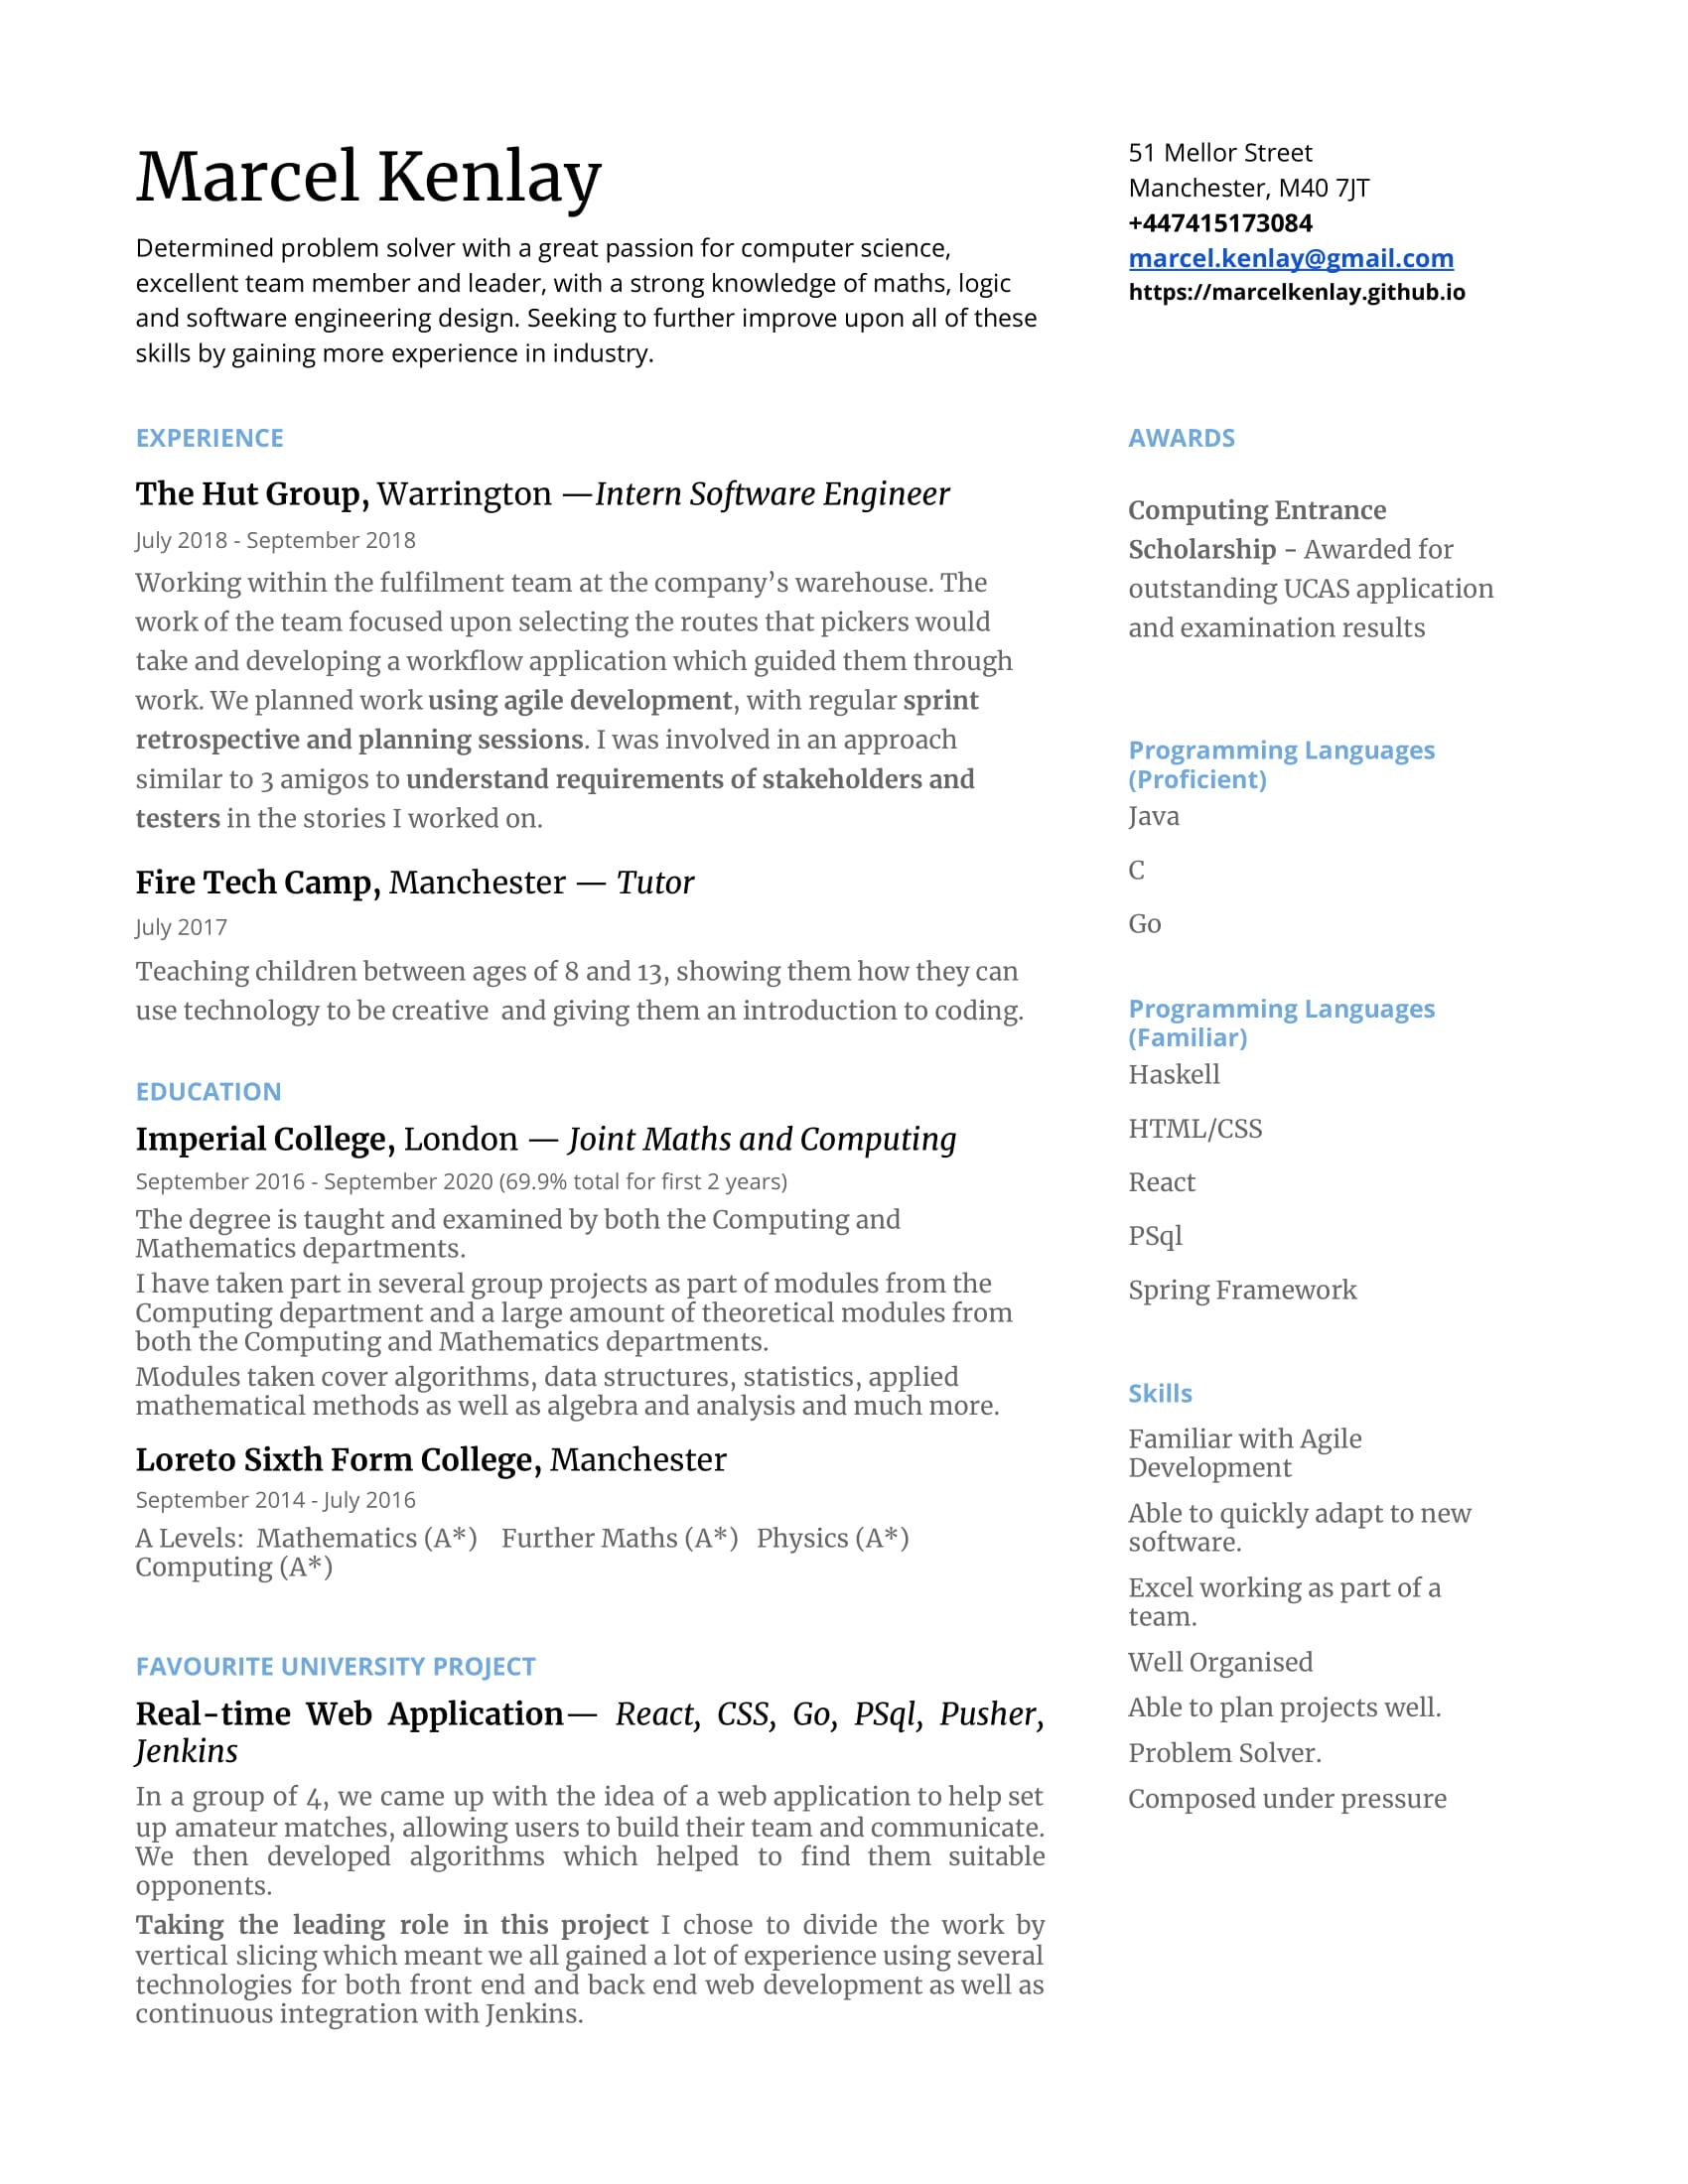 Marcel Kenlay
Determined problem solver with a great passion for computer science,
excellent team member and leader, with a strong knowledge of maths, logic
and software engineering design. Seeking to further improve upon all of these
skills by gaining more experience in industry.
51 Mellor Street
Manchester, M40 7JT
+447415173084
marcel.kenlay@gmail.com
https://marcelkenlay.github.io
EXPERIENCE
The Hut Group, Warrington —Intern Software Engineer
July 2018 - September 2018
Working within the fulfilment team at the company’s warehouse. The
work of the team focused upon selecting the routes that pickers would
take and developing a workflow application which guided them through
work. We planned work using agile development, with regular sprint
retrospective and planning sessions. I was involved in an approach
similar to 3 amigos to understand requirements of stakeholders and
testers in the stories I worked on.
Fire Tech Camp, Manchester — Tutor
July 2017
Teaching children between ages of 8 and 13, showing them how they can
use technology to be creative  and giving them an introduction to coding.
EDUCATION
Imperial College, London — Joint Maths and Computing
September 2016 - September 2020 (69.9% total for first 2 years)
The degree is taught and examined by both the Computing and
Mathematics departments.
I have taken part in several group projects as part of modules from the
Computing department and a large amount of theoretical modules from
both the Computing and Mathematics departments.
Modules taken cover algorithms, data structures, statistics, applied
mathematical methods as well as algebra and analysis and much more.
Loreto Sixth Form College, Manchester
September 2014 - July 2016
A Levels:  Mathematics (A*)   Further Maths (A*)   Physics (A*)
Computing (A*)
FAVOURITE UNIVERSITY PROJECT
Real-time Web Application— React, CSS, Go, PSql, Pusher,
Jenkins
In a group of 4, we came up with the idea of a web application to help set
up amateur matches, allowing users to build their team and communicate.
We then developed algorithms which helped to find them suitable
opponents.
Taking the leading role in this project I chose to divide the work by
vertical slicing which meant we all gained a lot of experience using several
technologies for both front end and back end web development as well as
continuous integration with Jenkins.
AWARDS
Computing Entrance
Scholarship - Awarded for
outstanding UCAS application
and examination results
Programming Languages
(Proficient)
Java
C
Go
Programming Languages
(Familiar)
Haskell
HTML/CSS
React
PSql
Spring Framework
Skills
Familiar with Agile
Development
Able to quickly adapt to new
software.
Excel working as part of a
team.
Well Organised
Able to plan projects well.
Problem Solver.
Composed under pressure